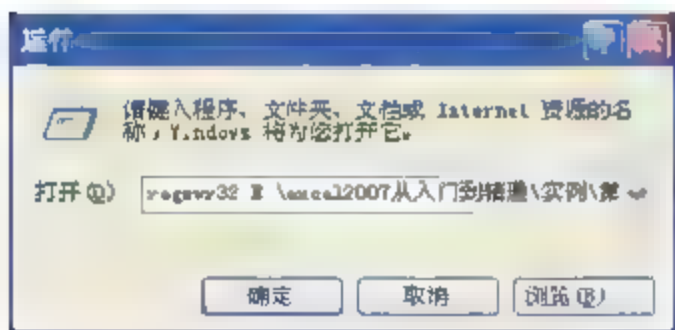 运行
请键入程序、文件夹、文档或 Internet 资源的名
称，Windows 将为您打开它。
打开(O) regsvr32 E \excel2007从入门到精通\实例\第
确定 取消 浏览(B)